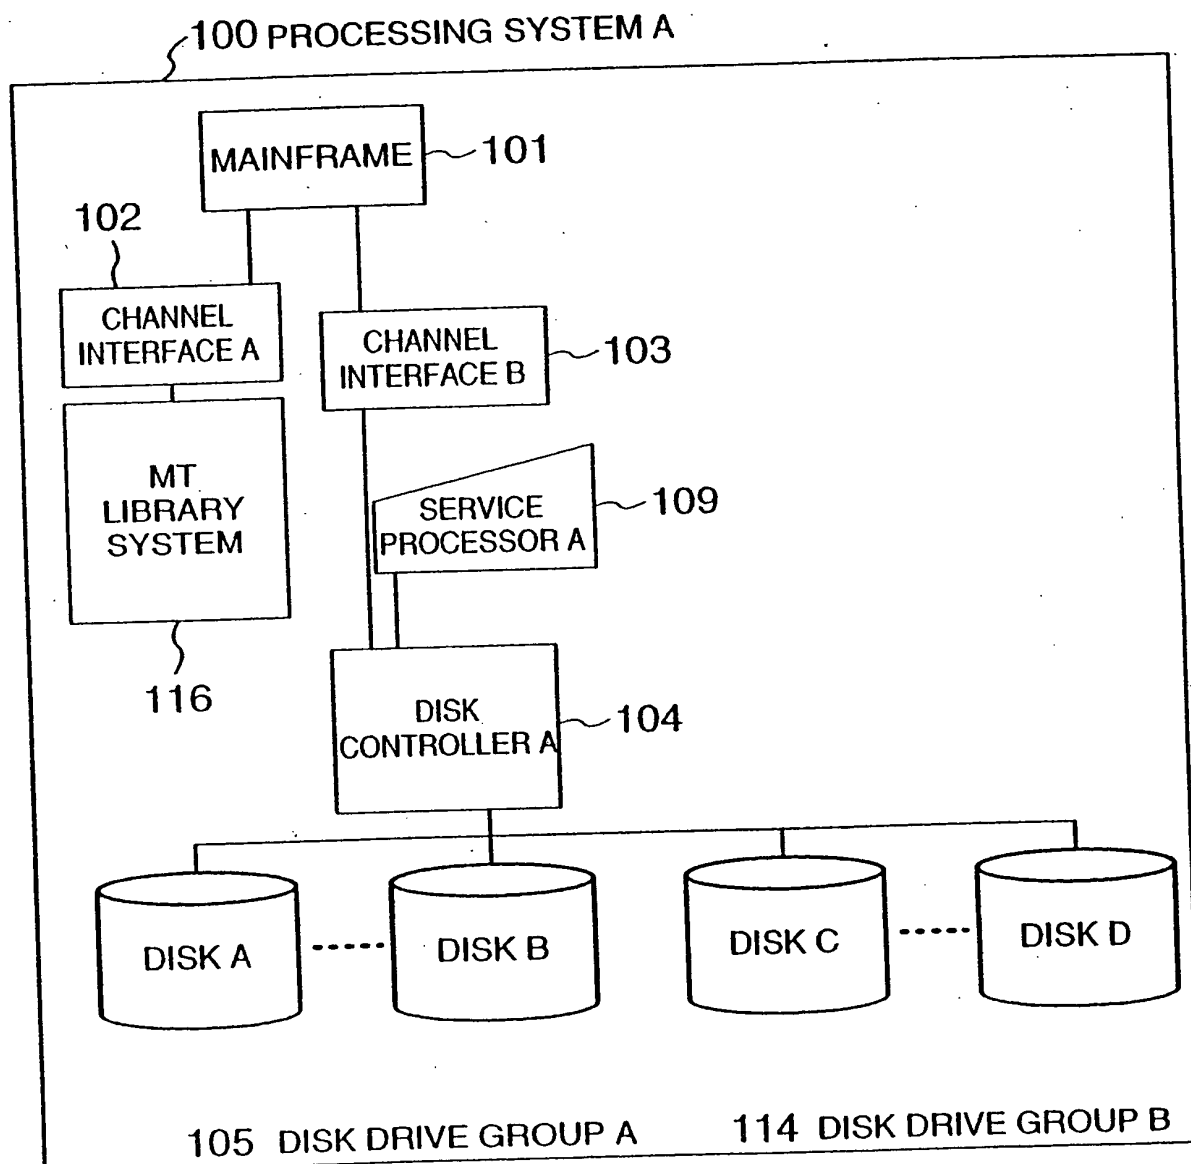 100 PROCESSING SYSTEM A
MAINFRAME
101
102
CHANNEL
INTERFACE A
CHANNEL
INTERFACE B
103
MT
LIBRARY
SYSTEM
116
SERVICE
PROCESSOR A
109
DISK
CONTROLLER A
104
DISK A
DISK B
DISK C
DISK D
105 DISK DRIVE GROUP A
114 DISK DRIVE GROUP B